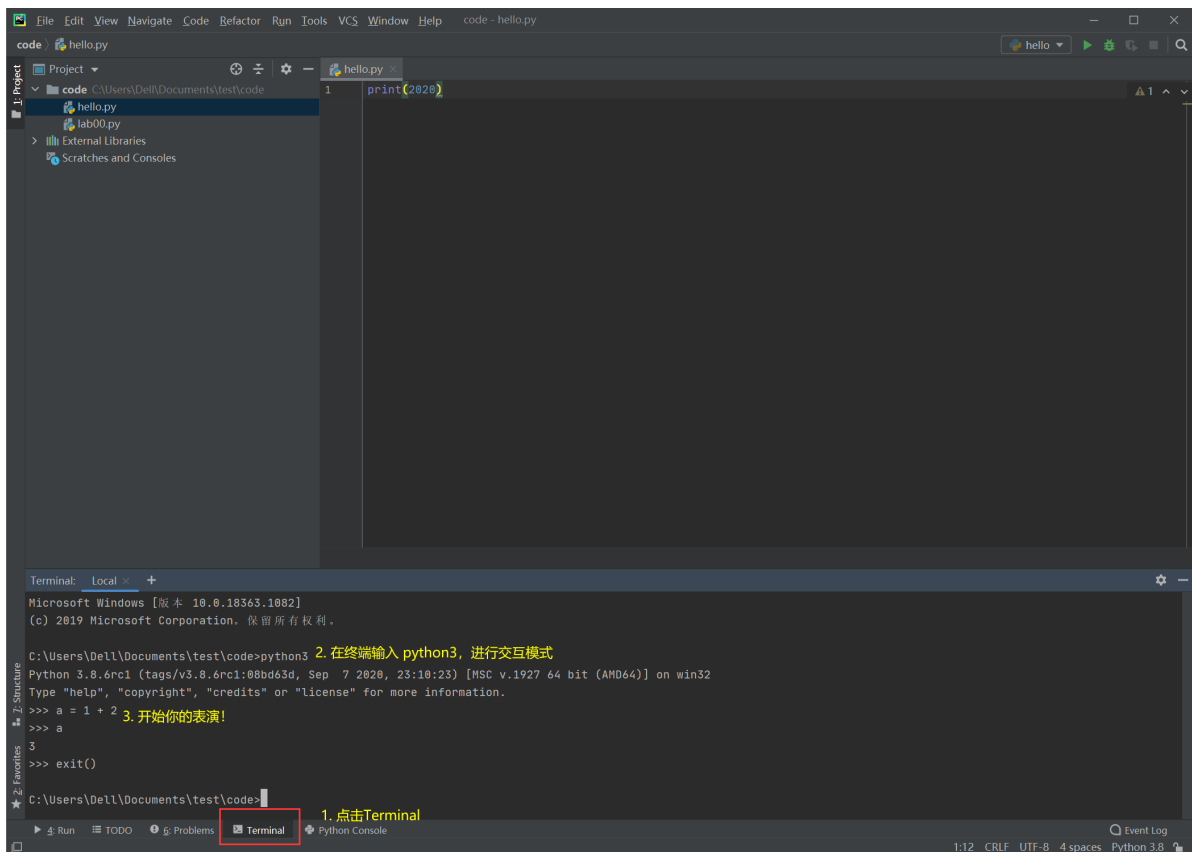 File Edit View Navigate Code Refactor Run Tools VCS Window Help code - hello.py
code hello.py hello
1: Project
Project hello.py
code C:\Users\Dell\Documents\test\code
hello.py
lab00.py
External Libraries
Scratches and Consoles
1 print(2020)
1
Terminal: Local +
Microsoft Windows [版本 10.0.18363.1082]
(c) 2019 Microsoft Corporation。保留所有权利。
C:\Users\Dell\Documents\test\code>python3 2. 在终端输入 python3，进行交互模式
Python 3.8.6rc1 (tags/v3.8.6rc1:08bd63d, Sep  7 2020, 23:10:23) [MSC v.1927 64 bit (AMD64)] on win32
Type "help", "copyright", "credits" or "license" for more information.
>>> a = 1 + 2 3. 开始你的表演！
>>> a
3
>>> exit()
C:\Users\Dell\Documents\test\code>
7: Structure
2: Favorites
1. 点击Terminal
4: Run TODO 6: Problems Terminal Python Console Event Log
1:12 CRLF UTF-8 4 spaces Python 3.8